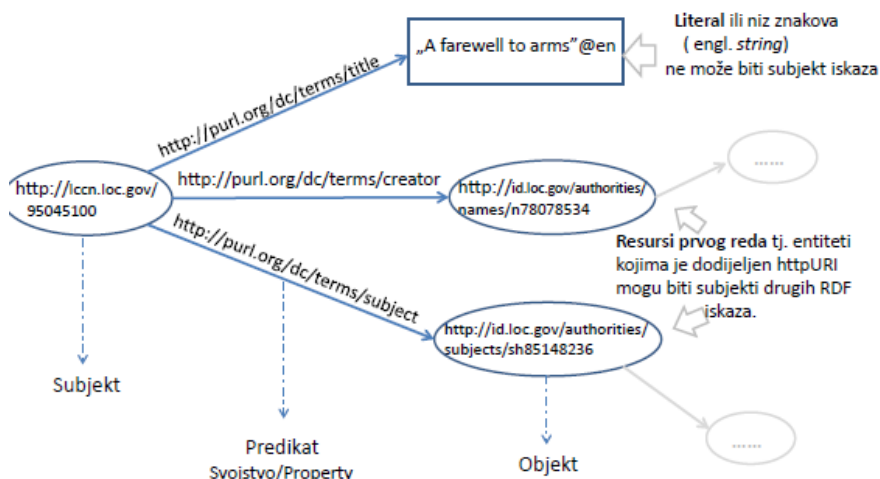 „A farewell to arms"@en
Literal ili niz znakova
( engl. string)
ne može biti subjekt iskaza
http://purl.org/dc/terms/title
http://lccn.loc.gov/
95045100
http://purl.org/dc/terms/creator
http://id.loc.gov/authorities/
names/n78078534
......
http://purl.org/dc/terms/subject
Resursi prvog reda tj. entiteti
kojima je dodijeljen httpURI
mogu biti subjekti drugih RDF
iskaza.
http://id.loc.gov/authorities/
subjects/sh85148236
......
Subjekt
Predikat
Svojstvo/Property
Objekt